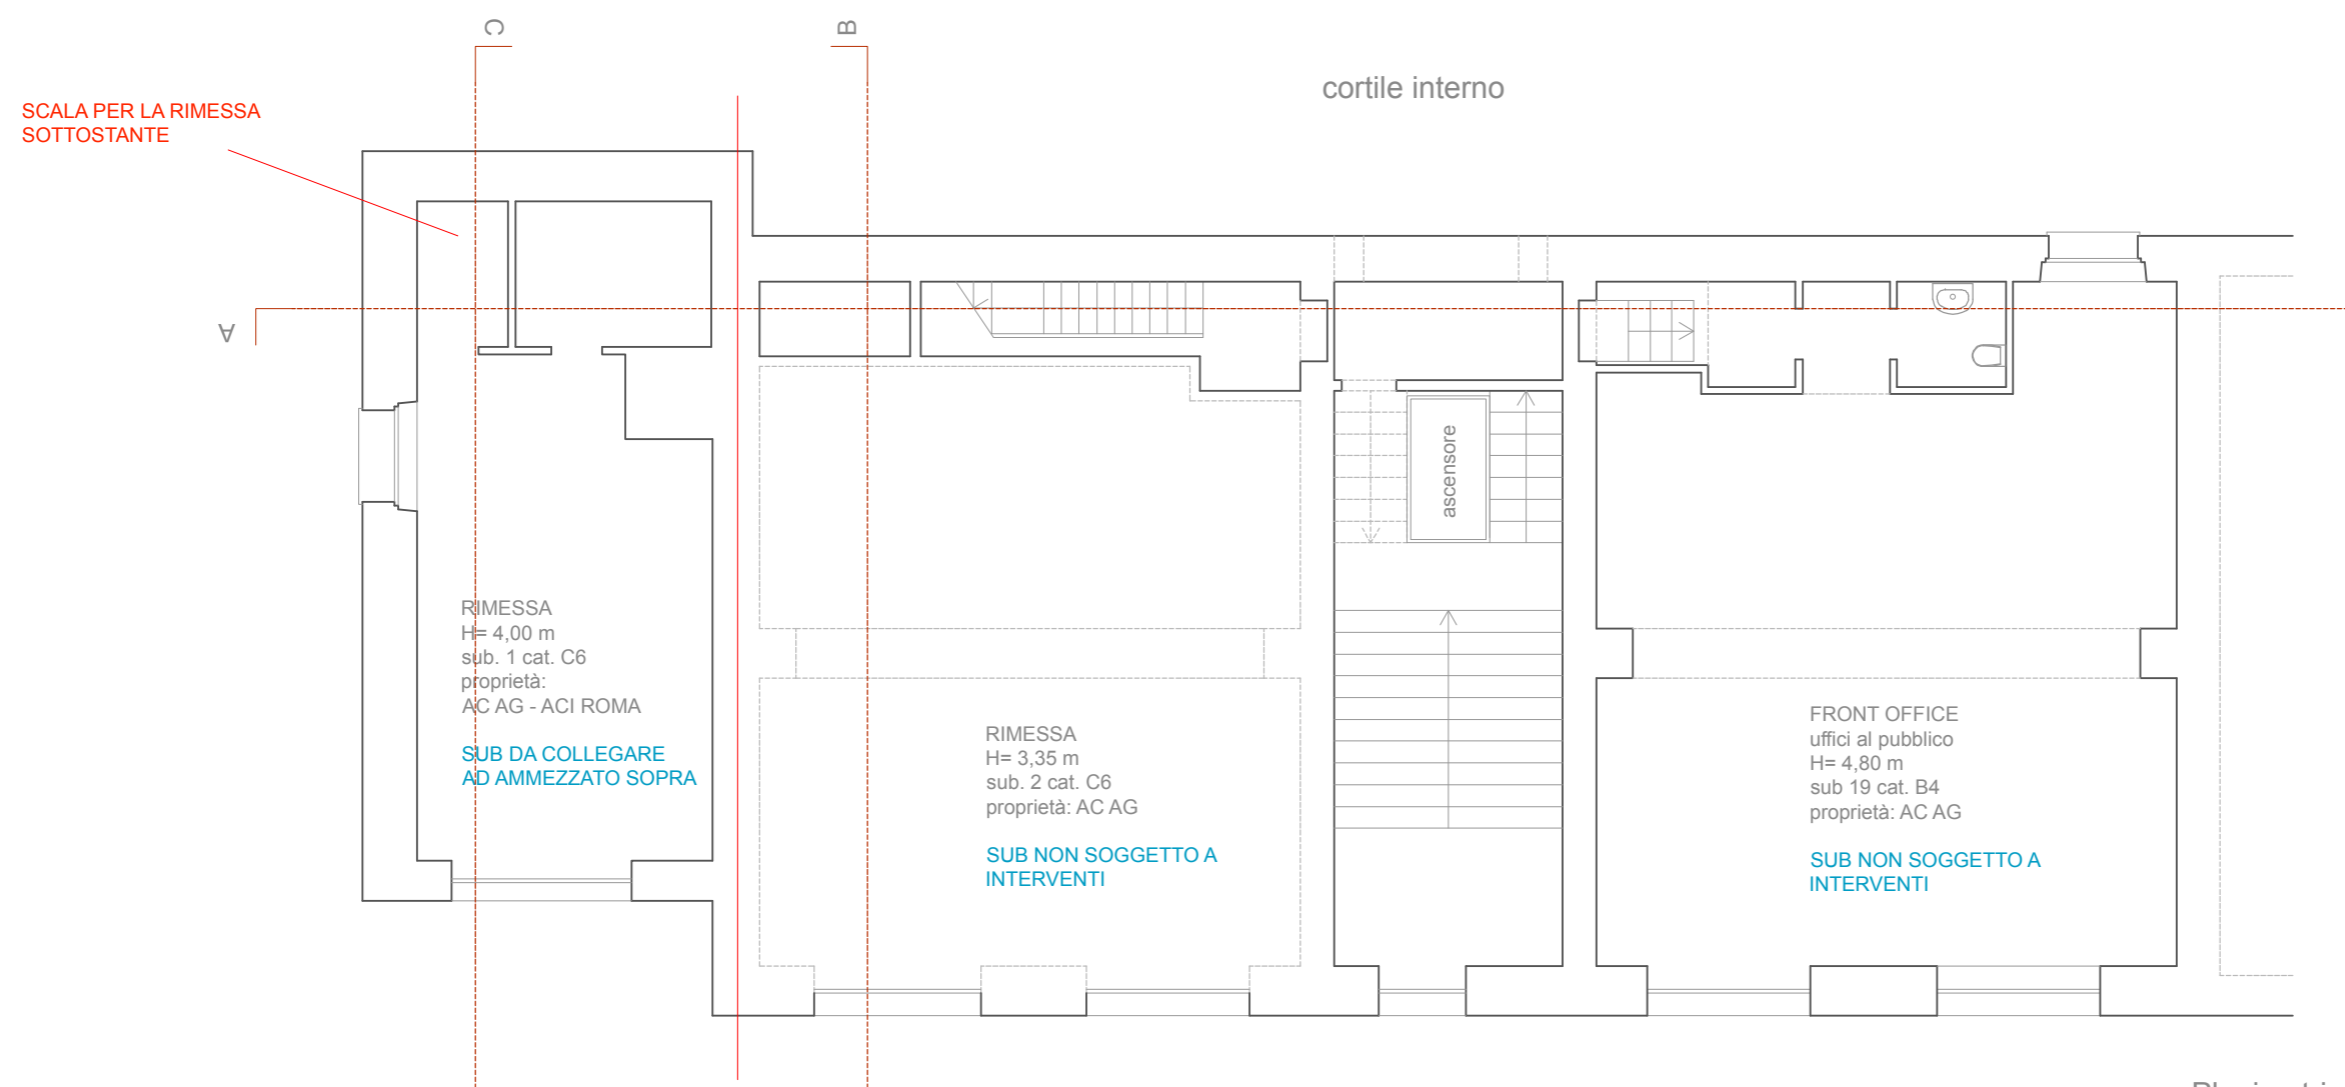 C
B
cortile interno
SCALA PER LA RIMESSA
SOTTOSTANTE
A
ascensore
RIMESSA
H= 4,00 m
sub. 1 cat. C6
proprietà:
AC AG - ACI ROMA
SUB DA COLLEGARE
AD AMMEZZATO SOPRA
RIMESSA
H= 3,35 m
sub. 2 cat. C6
proprietà: AC AG
SUB NON SOGGETTO A
INTERVENTI
FRONT OFFICE
uffici al pubblico
H= 4,80 m
sub 19 cat. B4
proprietà: AC AG
SUB NON SOGGETTO A
INTERVENTI